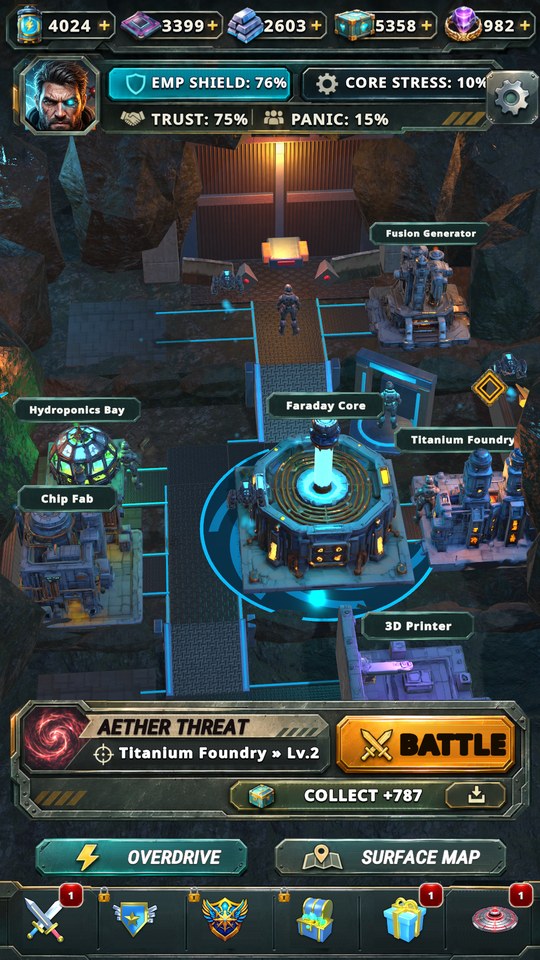 4024 + 3399 + 2603 + 5358 + 982 +
EMP SHIELD: 76% CORE STRESS: 10%
TRUST: 75% PANIC: 15%
Fusion Generator
Hydroponics Bay
Faraday Core
Titanium Foundry
Chip Fab
3D Printer
AETHER THREAT
Titanium Foundry » Lv.2
BATTLE
COLLECT +787
OVERDRIVE SURFACE MAP
1 1 1